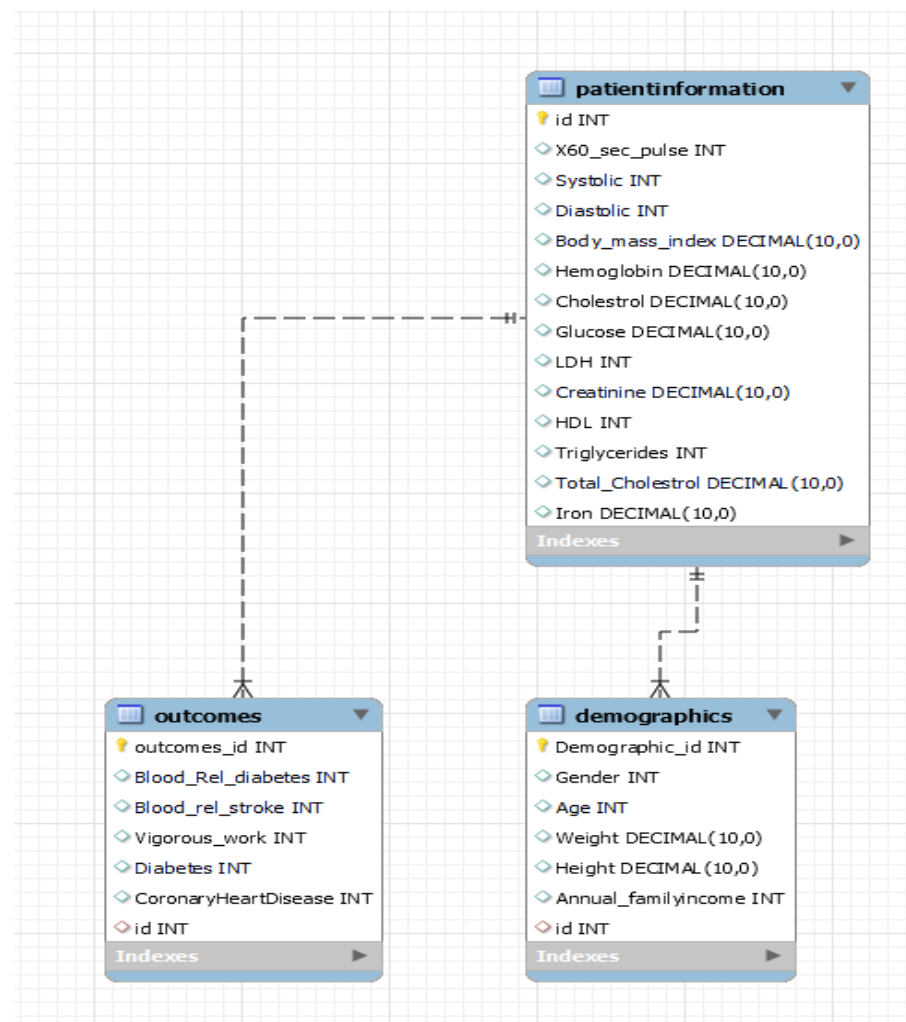 patientinformation
id INT
X60_sec_pulse INT
Systolic INT
Diastolic INT
Body_mass_index DECIMAL(10,0)
Hemoglobin DECIMAL(10,0)
Cholestrol DECIMAL(10,0)
Glucose DECIMAL(10,0)
LDH INT
Creatinine DECIMAL(10,0)
HDL INT
Triglycerides INT
Total_Cholestrol DECIMAL(10,0)
Iron DECIMAL(10,0)
Indexes
outcomes
outcomes_id INT
Blood_Rel_diabetes INT
Blood_rel_stroke INT
Vigorous_work INT
Diabetes INT
CoronaryHeartDisease INT
id INT
Indexes
demographics
Demographic_id INT
Gender INT
Age INT
Weight DECIMAL(10,0)
Height DECIMAL(10,0)
Annual_familyincome INT
id INT
Indexes